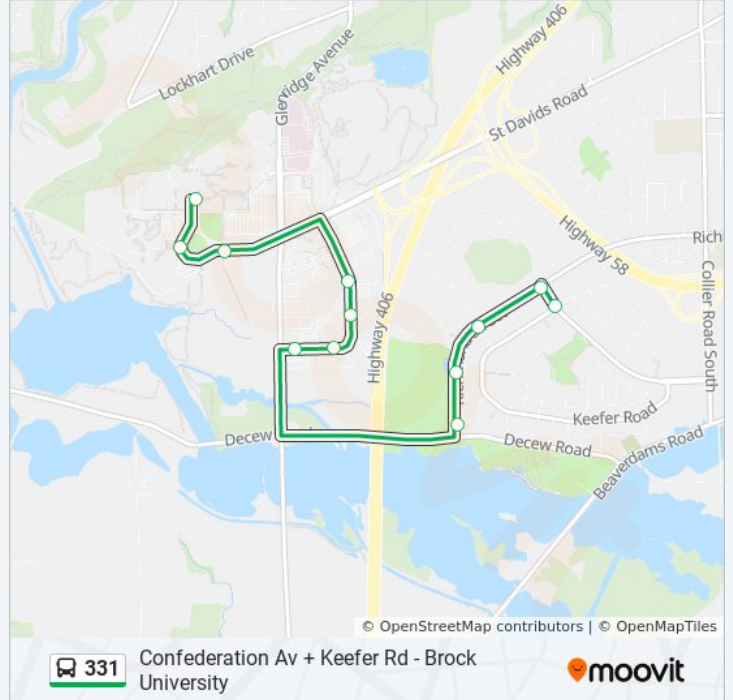 Highway 406
Lockhart Drive
Glenridge Avenue
St Davids Road
Highway 58
Rich
Collier Road South
Highway 406
Keefer Road
Decew
Decew Road
Beaverdams Road
© OpenStreetMap contributors | © OpenMapTiles
331
Confederation Av + Keefer Rd - Brock
University
moovit